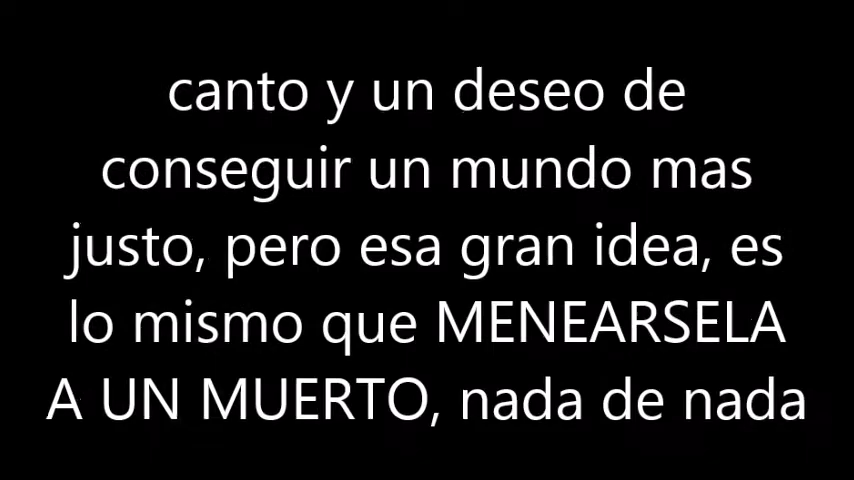 canto y un deseo de
conseguir un mundo mas
justo, pero esa gran idea, es
lo mismo que MENEARSELA
A UN MUERTO, nada de nada